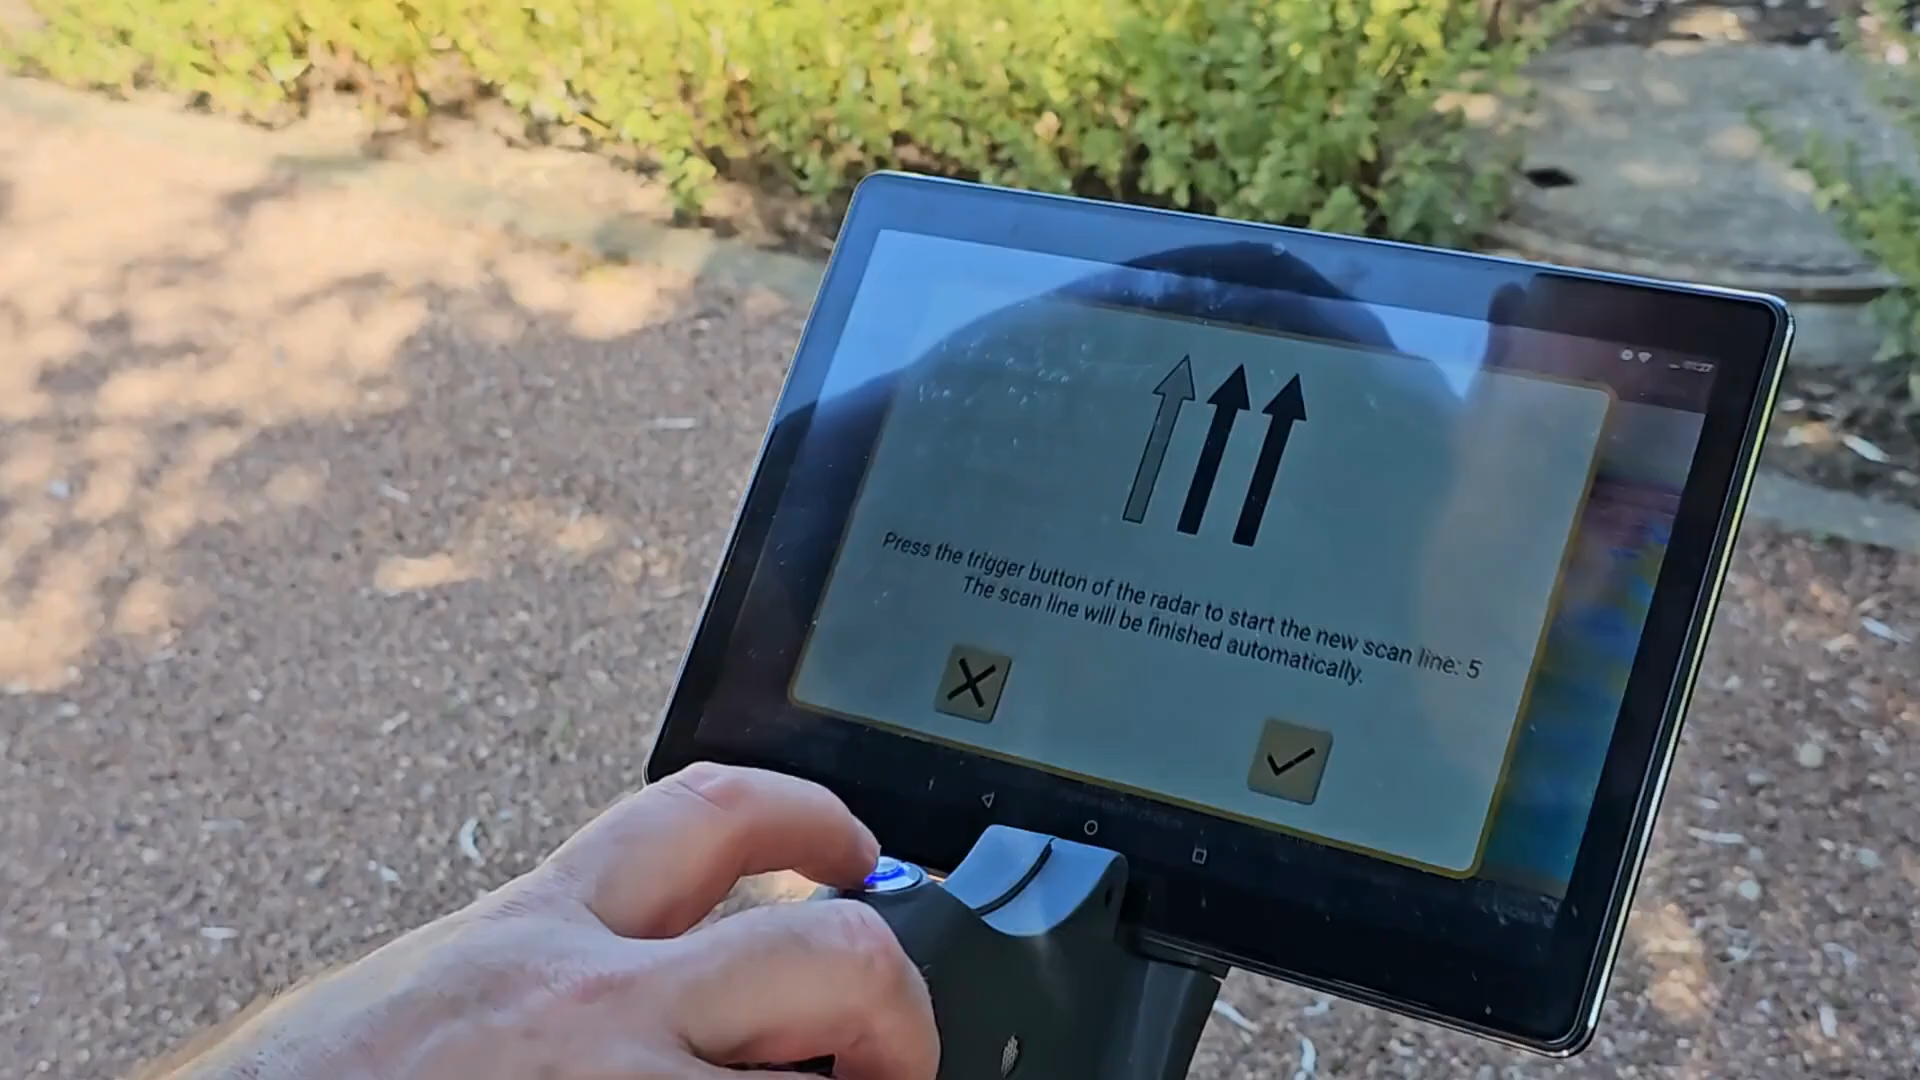 Press the trigger button of the radar to start the new scan line: 5
The scan line will be finished automatically.